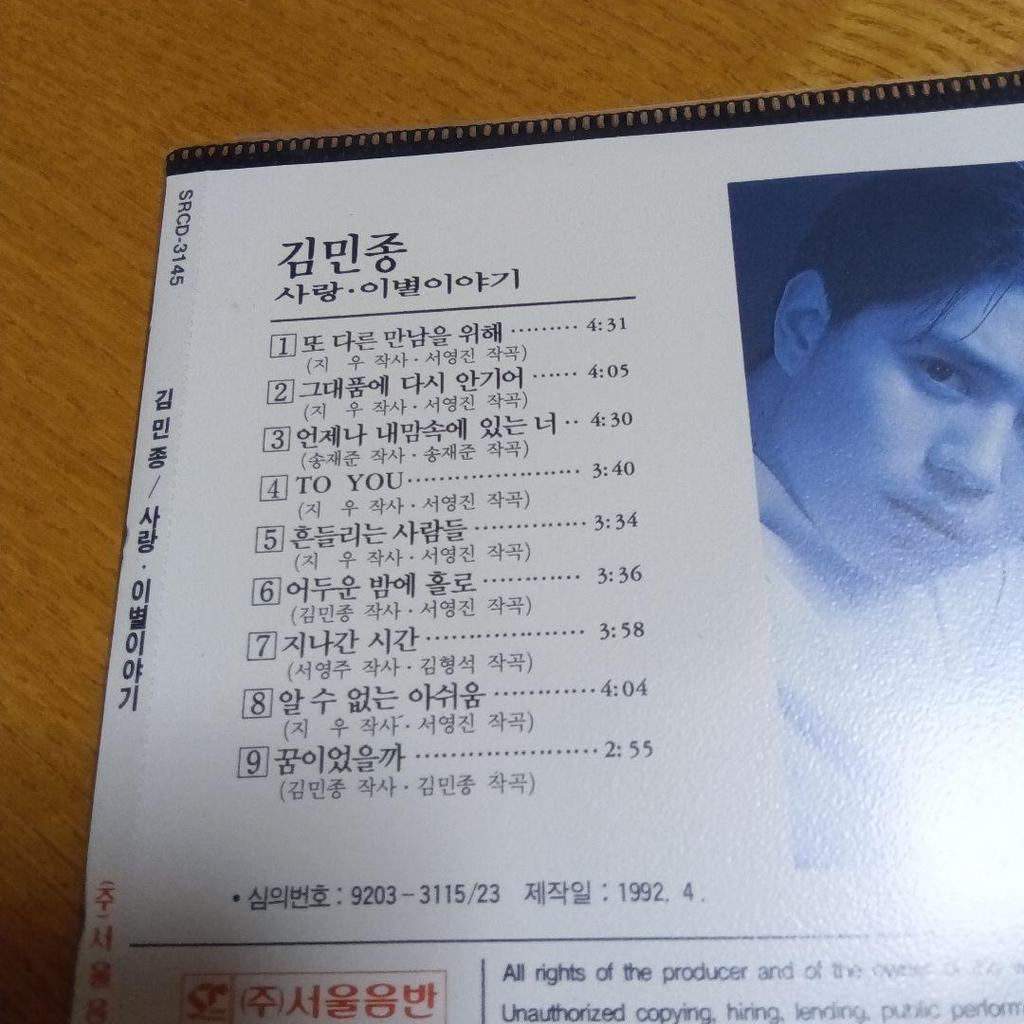 SRCD-3145
김민종 / 사랑·이별이야기
(주)서울음
김민종
사랑·이별이야기
1 또 다른 만남을 위해 ········· 4:31
(지 우 작사·서영진 작곡)
2 그대품에 다시 안기어 ······ 4:05
(지 우 작사·서영진 작곡)
3 언제나 내맘속에 있는 너 ·· 4:30
(송재준 작사·송재준 작곡)
4 TO YOU ····················· 3:40
(지 우 작사·서영진 작곡)
5 흔들리는 사람들 ·············· 3:34
(지 우 작사·서영진 작곡)
6 어두운 밤에 홀로 ············ 3:36
(김민종 작사·서영진 작곡)
7 지나간 시간 ··················· 3:58
(서영주 작사·김형석 작곡)
8 알 수 없는 아쉬움 ············ 4:04
(지 우 작사·서영진 작곡)
9 꿈이었을까 ····················· 2:55
(김민종 작사·김민종 작곡)
• 심의번호 : 9203-3115/23 제작일 : 1992. 4.
(주)서울음반
All rights of the producer and of the owner of the
Unauthorized copying, hiring, lending, public